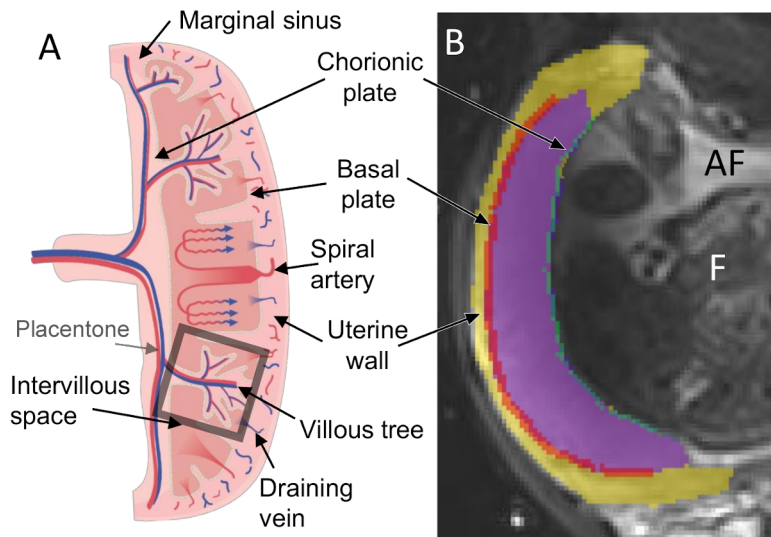 A
Marginal sinus
Chorionic
plate
Basal
plate
Spiral
artery
Placentone
Uterine
wall
Intervillous
space
Villous tree
Draining
vein
B
AF
F